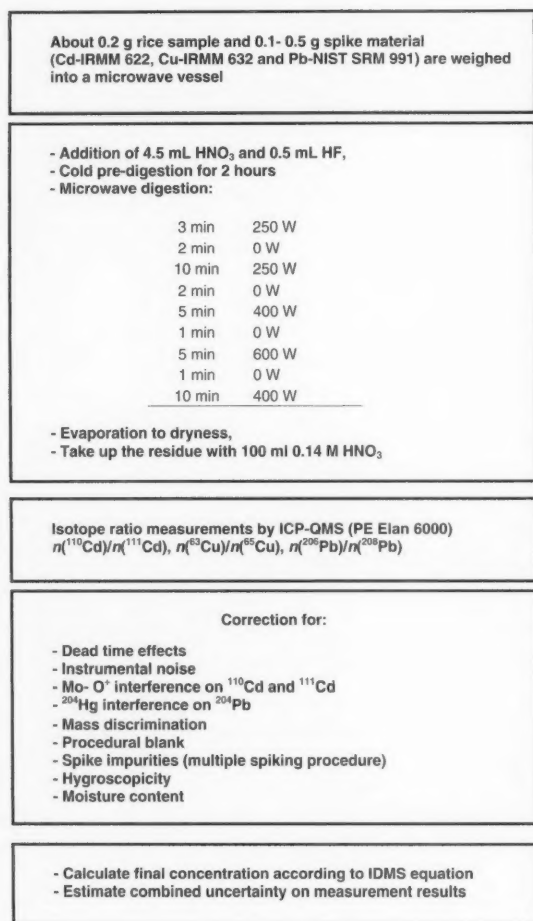 About 0.2 g rice sample and 0.1- 0.5 g spike material
(Cd-IRMM 622, Cu-IRMM 632 and Pb-NIST SRM 991) are weighed
into a microwave vessel
- Addition of 4.5 mL HNO₃ and 0.5 mL HF,
- Cold pre-digestion for 2 hours
- Microwave digestion:
3 min 250 W
2 min 0 W
10 min 250 W
2 min 0 W
5 min 400 W
1 min 0 W
5 min 600 W
1 min 0 W
10 min 400 W
- Evaporation to dryness,
- Take up the residue with 100 ml 0.14 M HNO₃
Isotope ratio measurements by ICP-QMS (PE Elan 6000)
n(¹¹⁰Cd)/n(¹¹¹Cd), n(⁶³Cu)/n(⁶⁵Cu), n(²⁰⁶Pb)/n(²⁰⁸Pb)
Correction for:
- Dead time effects
- Instrumental noise
- Mo- O⁺ interference on ¹¹⁰Cd and ¹¹¹Cd
- ²⁰⁴Hg interference on ²⁰⁴Pb
- Mass discrimination
- Procedural blank
- Spike impurities (multiple spiking procedure)
- Hygroscopicity
- Moisture content
- Calculate final concentration according to IDMS equation
- Estimate combined uncertainty on measurement results